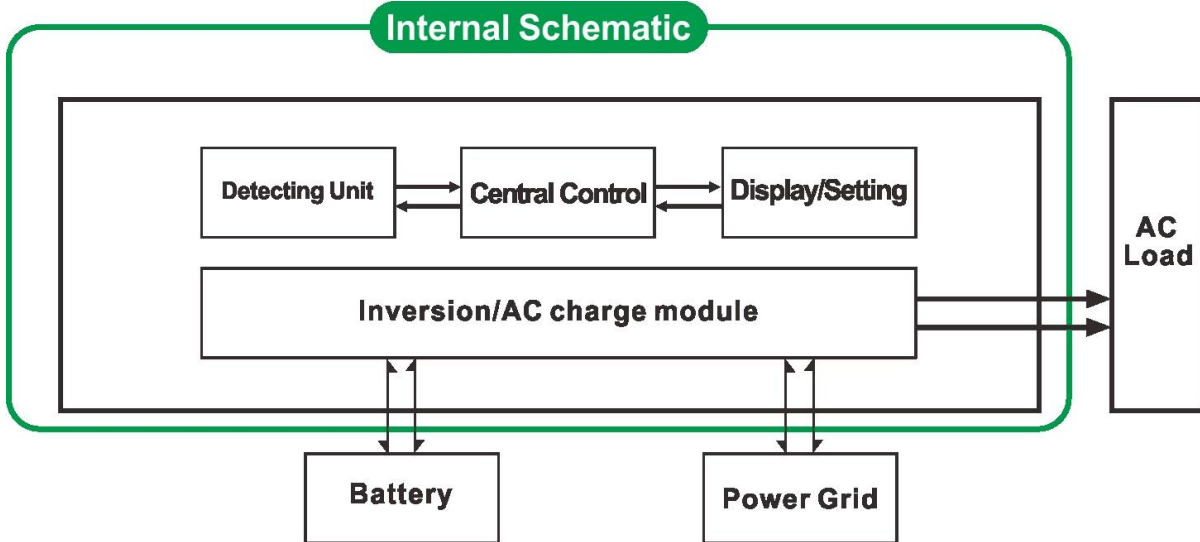 Internal Schematic
Detecting Unit
Central Control
Display/Setting
AC
Load
Inversion/AC charge module
Battery
Power Grid